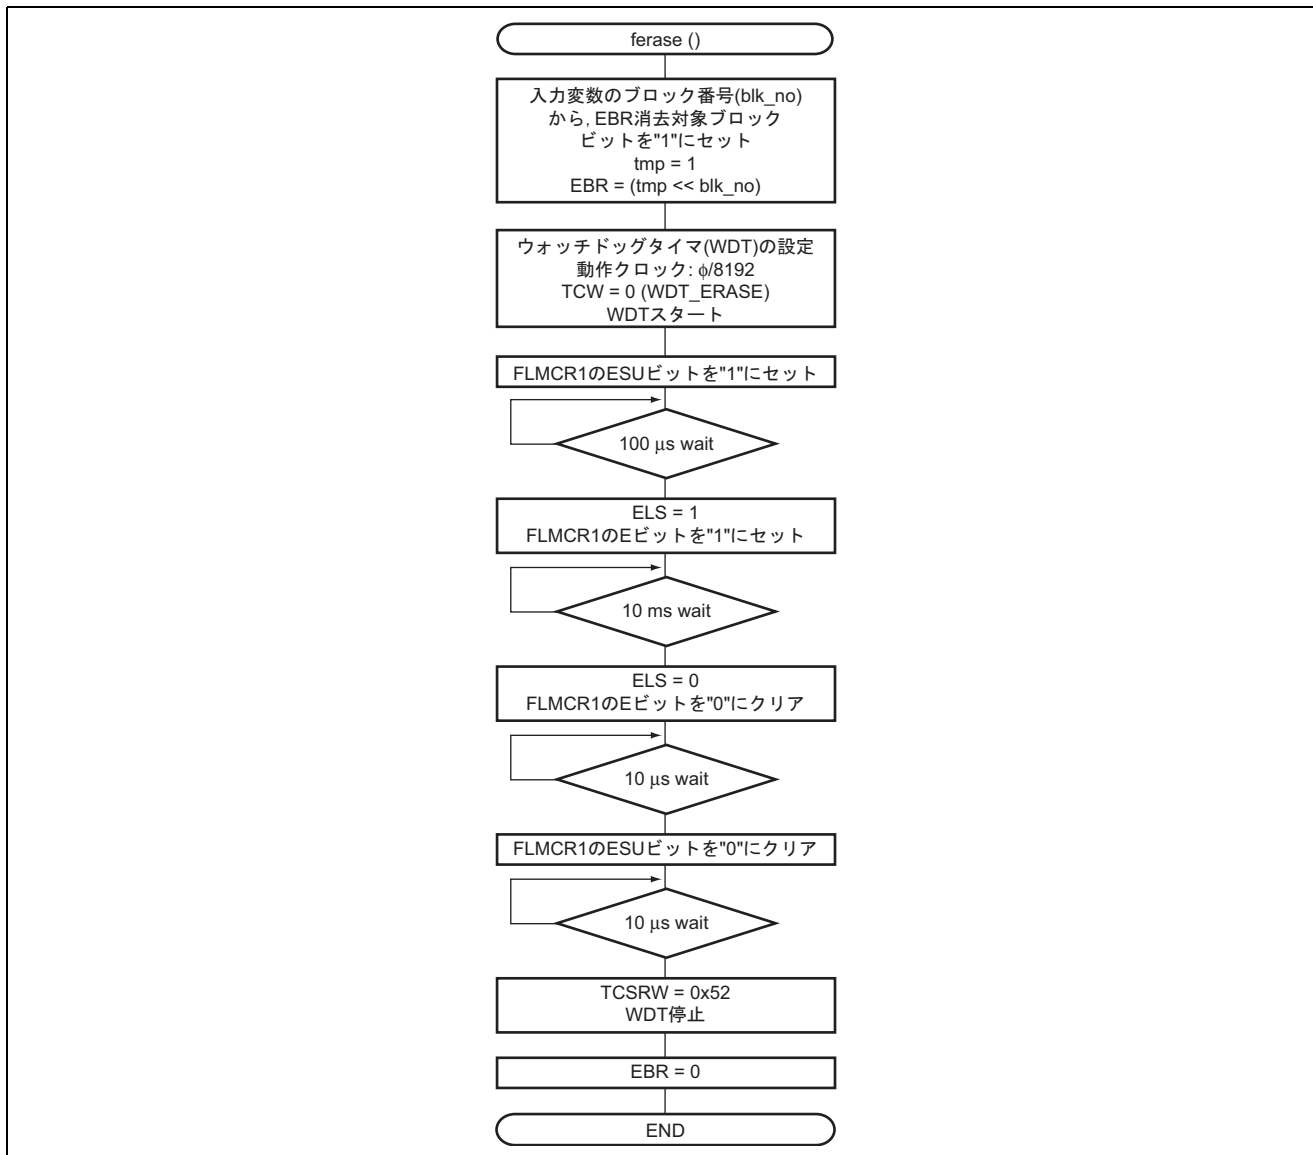 ferase ()
入力変数のブロック番号(blk_no)
から, EBR消去対象ブロック
ビットを"1"にセット
tmp = 1
EBR = (tmp << blk_no)
ウォッチドッグタイマ(WDT)の設定
動作クロック: ϕ/8192
TCW = 0 (WDT_ERASE)
WDTスタート
FLMCR1のESUビットを"1"にセット
100 μs wait
ELS = 1
FLMCR1のEビットを"1"にセット
10 ms wait
ELS = 0
FLMCR1のEビットを"0"にクリア
10 μs wait
FLMCR1のESUビットを"0"にクリア
10 μs wait
TCSRW = 0x52
WDT停止
EBR = 0
END